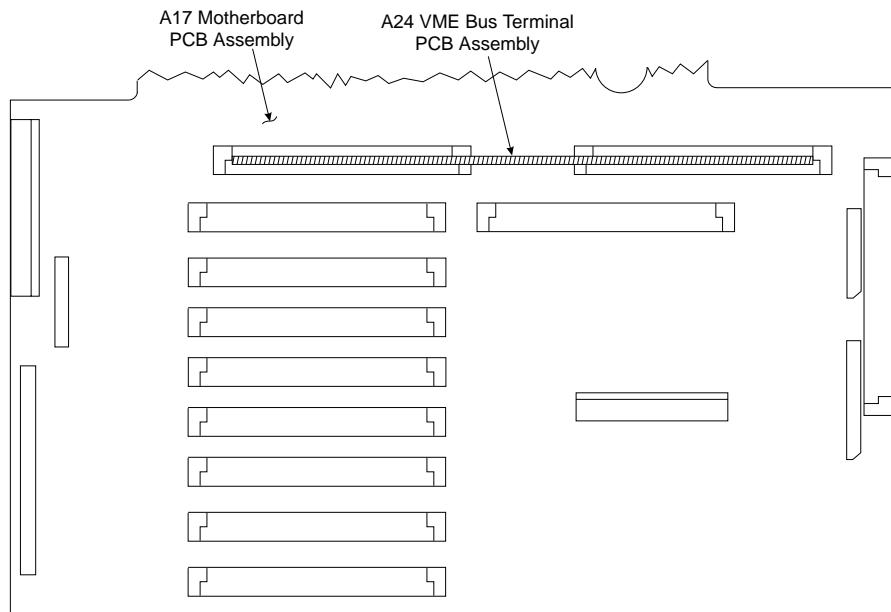 A17 Motherboard
PCB Assembly
A24 VME Bus Terminal
PCB Assembly